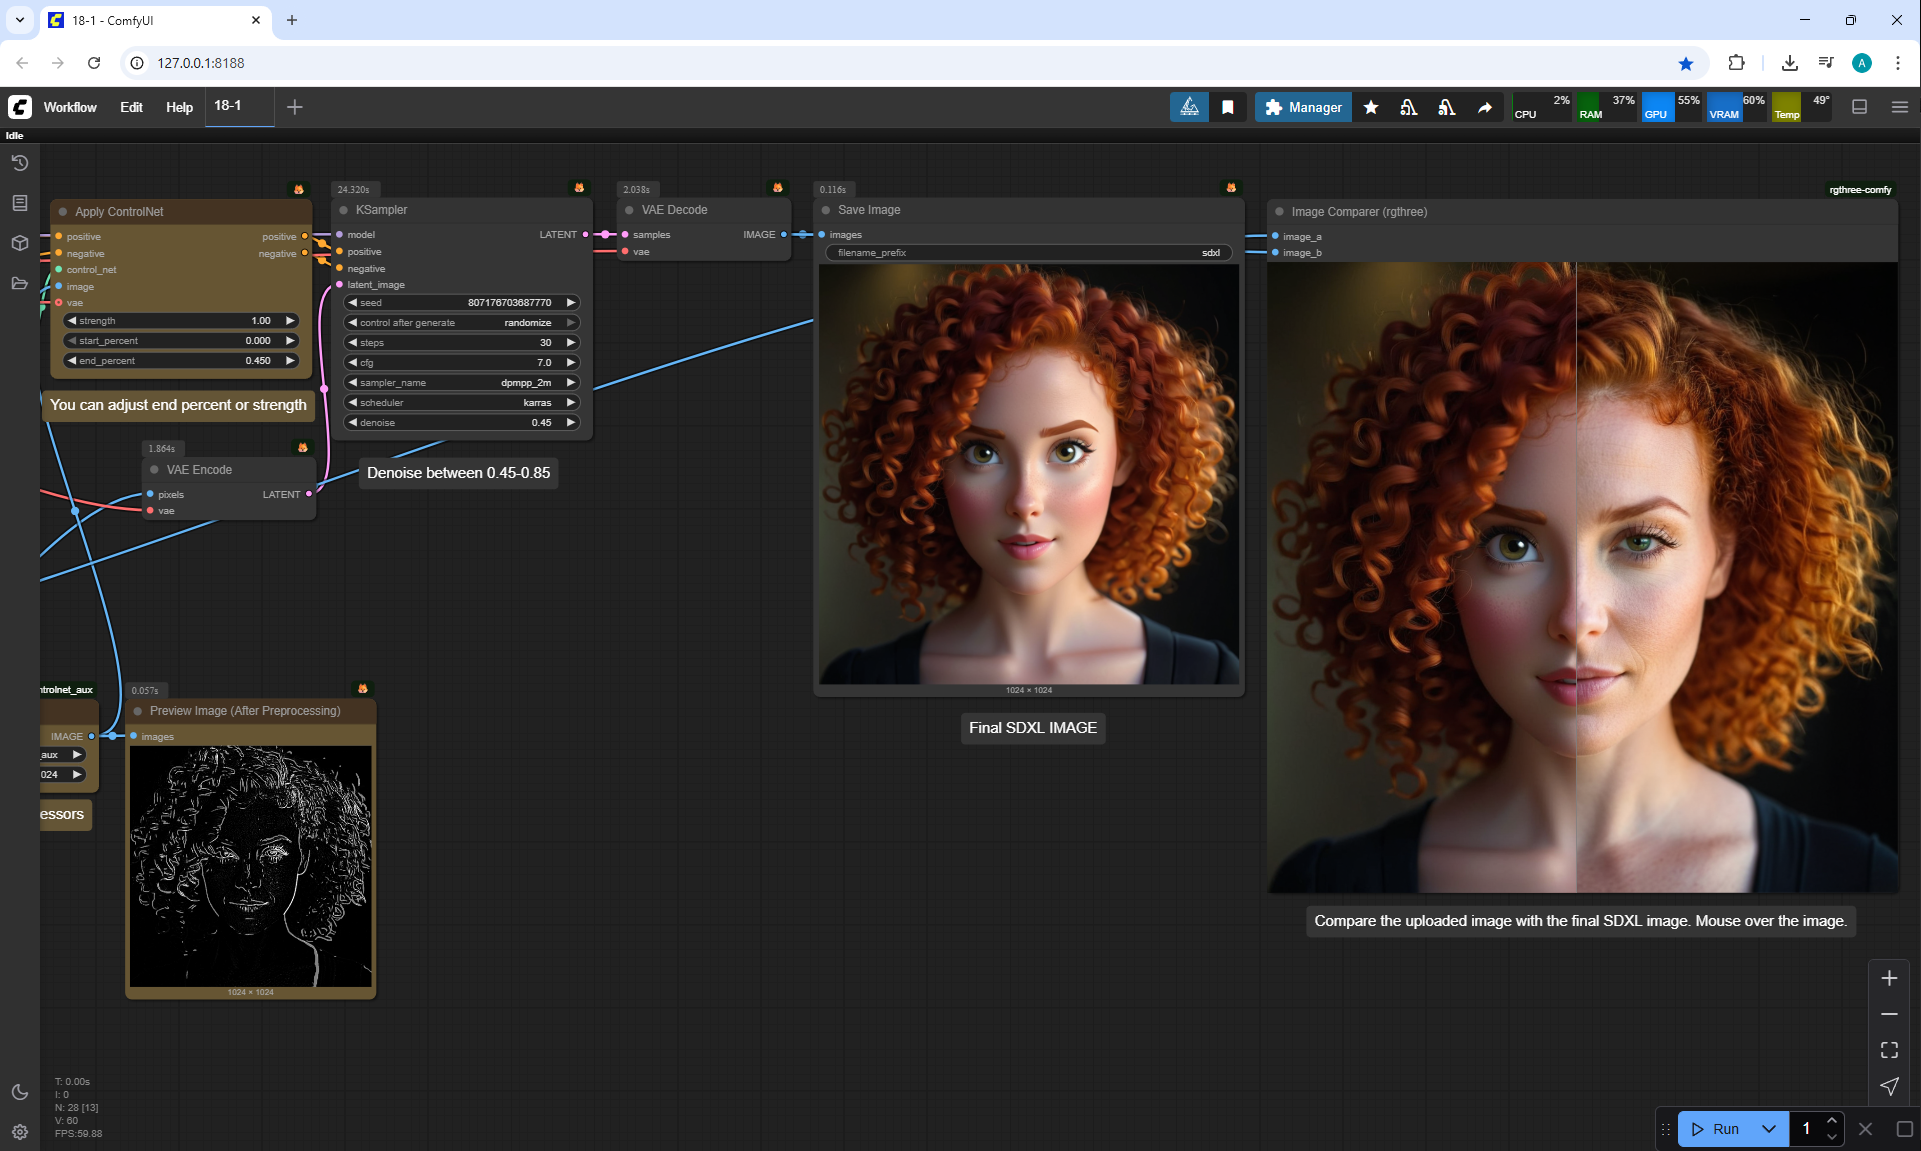 18-1 - ComfyUI
127.0.0.1:8188
Workflow
Edit
Help
18-1
Manager
CPU
2%
RAM
37%
GPU
55%
VRAM
60%
Temp
49°
Idle
Apply ControlNet
positive
negative
control_net
image
vae
positive
negative
strength
1.00
start_percent
0.000
end_percent
0.450
You can adjust end percent or strength
24.320s
KSampler
model
positive
negative
latent_image
LATENT
seed
807176703687770
control after generate
randomize
steps
30
cfg
7.0
sampler_name
dpmpp_2m
scheduler
karras
denoise
0.45
Denoise between 0.45-0.85
1.864s
VAE Encode
pixels
vae
LATENT
2.038s
VAE Decode
samples
vae
IMAGE
0.116s
Save Image
images
filename_prefix
sdxl
1024 × 1024
Final SDXL IMAGE
rgthree-comfy
Image Comparer (rgthree)
image_a
image_b
Compare the uploaded image with the final SDXL image. Mouse over the image.
ntrolnet_aux
IMAGE
_aux
024
essors
0.057s
Preview Image (After Preprocessing)
images
1024 × 1024
T: 0.00s
I: 0
N: 28 [13]
V: 60
FPS:59.88
Run
1
A